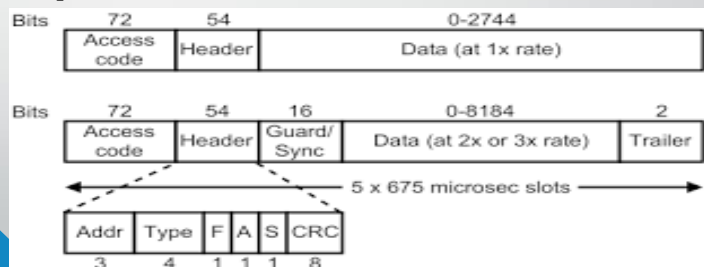 Bits 72 54 0-2744
Access code Header Data (at 1x rate)
Bits 72 54 16 0-8184 2
Access code Header Guard/ Sync Data (at 2x or 3x rate) Trailer
5 x 675 microsec slots
Addr Type F A S CRC
3 4 1 1 1 8